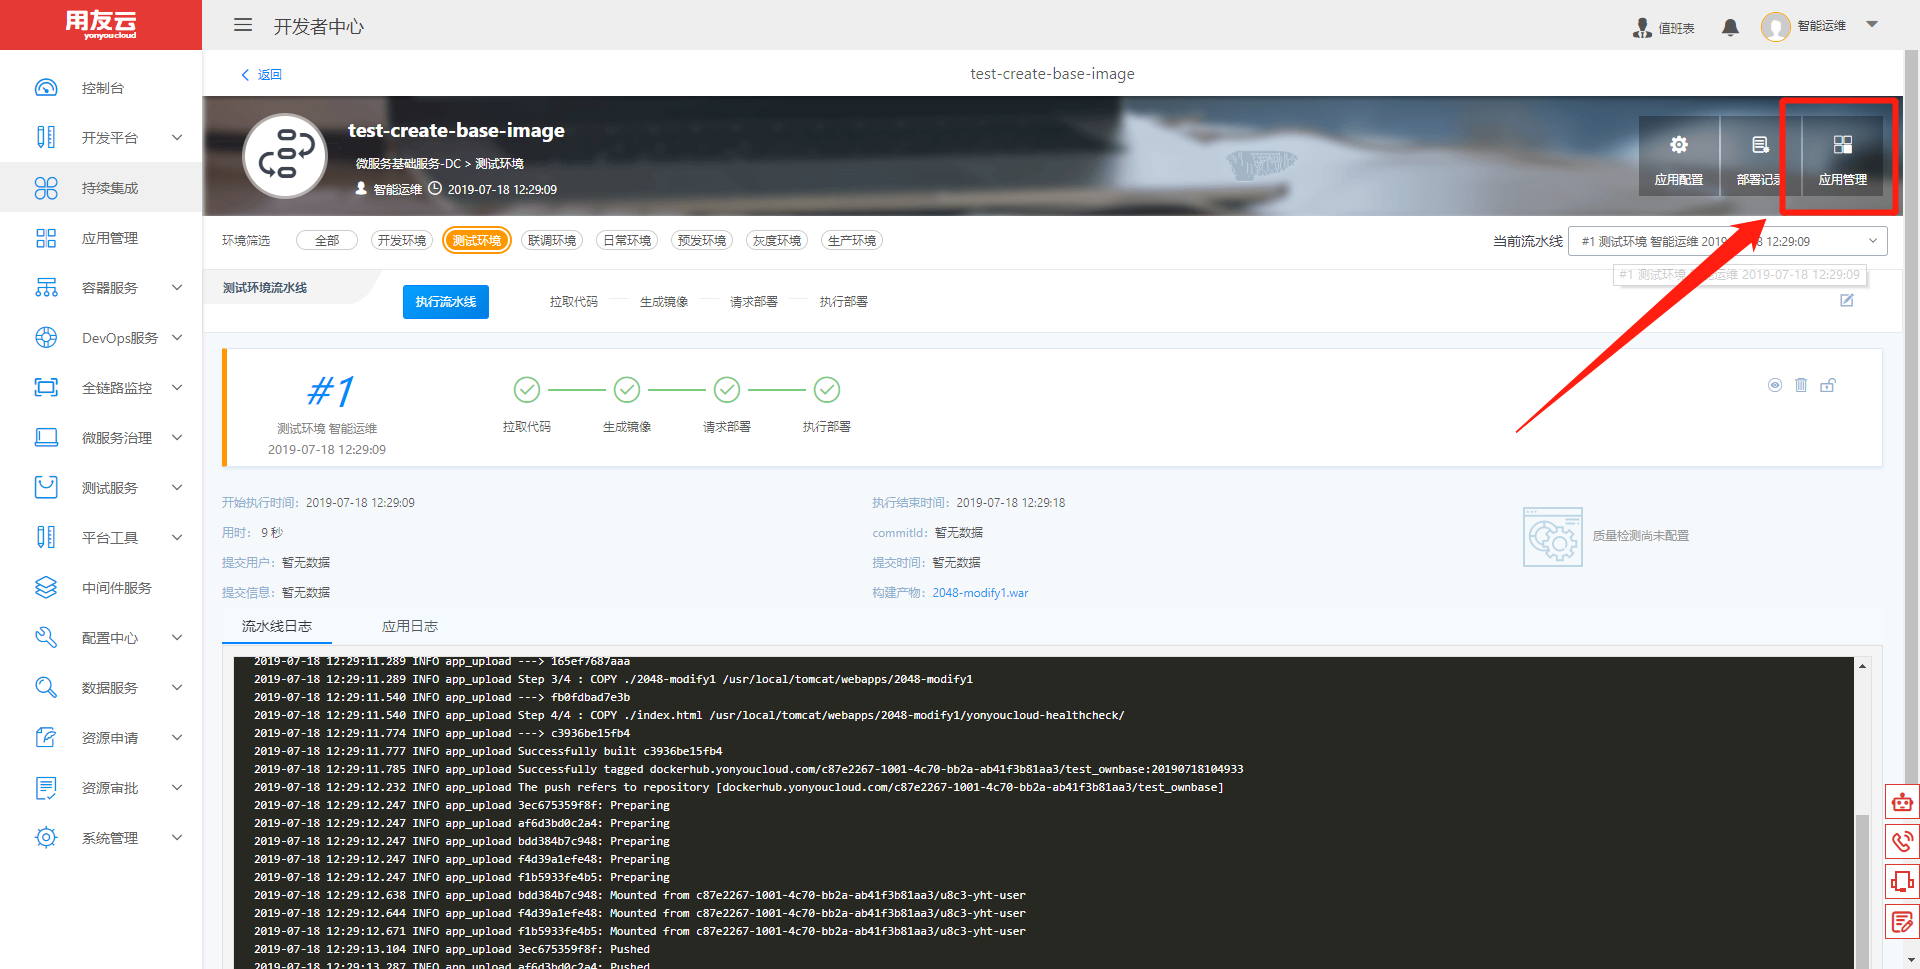 用友云
yonyoucloud
开发者中心
值班表
智能运维
控制台
开发平台
持续集成
应用管理
容器服务
DevOps服务
全链路监控
微服务治理
测试服务
平台工具
中间件服务
配置中心
数据服务
资源申请
资源审批
系统管理
返回
test-create-base-image
test-create-base-image
微服务基础服务-DC > 测试环境
智能运维 2019-07-18 12:29:09
应用配置
部署记录
应用管理
环境筛选
全部
开发环境
测试环境
联调环境
日常环境
预发环境
灰度环境
生产环境
当前流水线
#1 测试环境 智能运维 2019 8 12:29:09
#1 测试环境 运维 2019-07-18 12:29:09
测试环境流水线
执行流水线
拉取代码
生成镜像
请求部署
执行部署
#1
测试环境 智能运维
2019-07-18 12:29:09
拉取代码
生成镜像
请求部署
执行部署
开始执行时间: 2019-07-18 12:29:09
执行结束时间: 2019-07-18 12:29:18
用时: 9 秒
commitId: 暂无数据
提交用户: 暂无数据
提交时间: 暂无数据
提交信息: 暂无数据
构建产物: 2048-modify1.war
质量检测尚未配置
流水线日志
应用日志
2019-07-18 12:29:11.289 INFO app_upload ---> 165ef7687aaa
2019-07-18 12:29:11.289 INFO app_upload Step 3/4 : COPY ./2048-modify1 /usr/local/tomcat/webapps/2048-modify1
2019-07-18 12:29:11.540 INFO app_upload ---> fb0fdbad7e3b
2019-07-18 12:29:11.540 INFO app_upload Step 4/4 : COPY ./index.html /usr/local/tomcat/webapps/2048-modify1/yonyoucloud-healthcheck/
2019-07-18 12:29:11.774 INFO app_upload ---> c3936be15fb4
2019-07-18 12:29:11.777 INFO app_upload Successfully built c3936be15fb4
2019-07-18 12:29:11.785 INFO app_upload Successfully tagged dockerhub.yonyoucloud.com/c87e2267-1001-4c70-bb2a-ab41f3b81aa3/test_ownbase:20190718104933
2019-07-18 12:29:12.232 INFO app_upload The push refers to repository [dockerhub.yonyoucloud.com/c87e2267-1001-4c70-bb2a-ab41f3b81aa3/test_ownbase]
2019-07-18 12:29:12.247 INFO app_upload 3ec675359f8f: Preparing
2019-07-18 12:29:12.247 INFO app_upload af6d3bd0c2a4: Preparing
2019-07-18 12:29:12.247 INFO app_upload bdd384b7c948: Preparing
2019-07-18 12:29:12.247 INFO app_upload f4d39a1efe48: Preparing
2019-07-18 12:29:12.247 INFO app_upload f1b5933fe4b5: Preparing
2019-07-18 12:29:12.638 INFO app_upload bdd384b7c948: Mounted from c87e2267-1001-4c70-bb2a-ab41f3b81aa3/u8c3-yht-user
2019-07-18 12:29:12.644 INFO app_upload f4d39a1efe48: Mounted from c87e2267-1001-4c70-bb2a-ab41f3b81aa3/u8c3-yht-user
2019-07-18 12:29:12.671 INFO app_upload f1b5933fe4b5: Mounted from c87e2267-1001-4c70-bb2a-ab41f3b81aa3/u8c3-yht-user
2019-07-18 12:29:13.104 INFO app_upload 3ec675359f8f: Pushed
2019-07-18 12:29:13.287 INFO app_upload af6d3bd0c2a4: Pushed